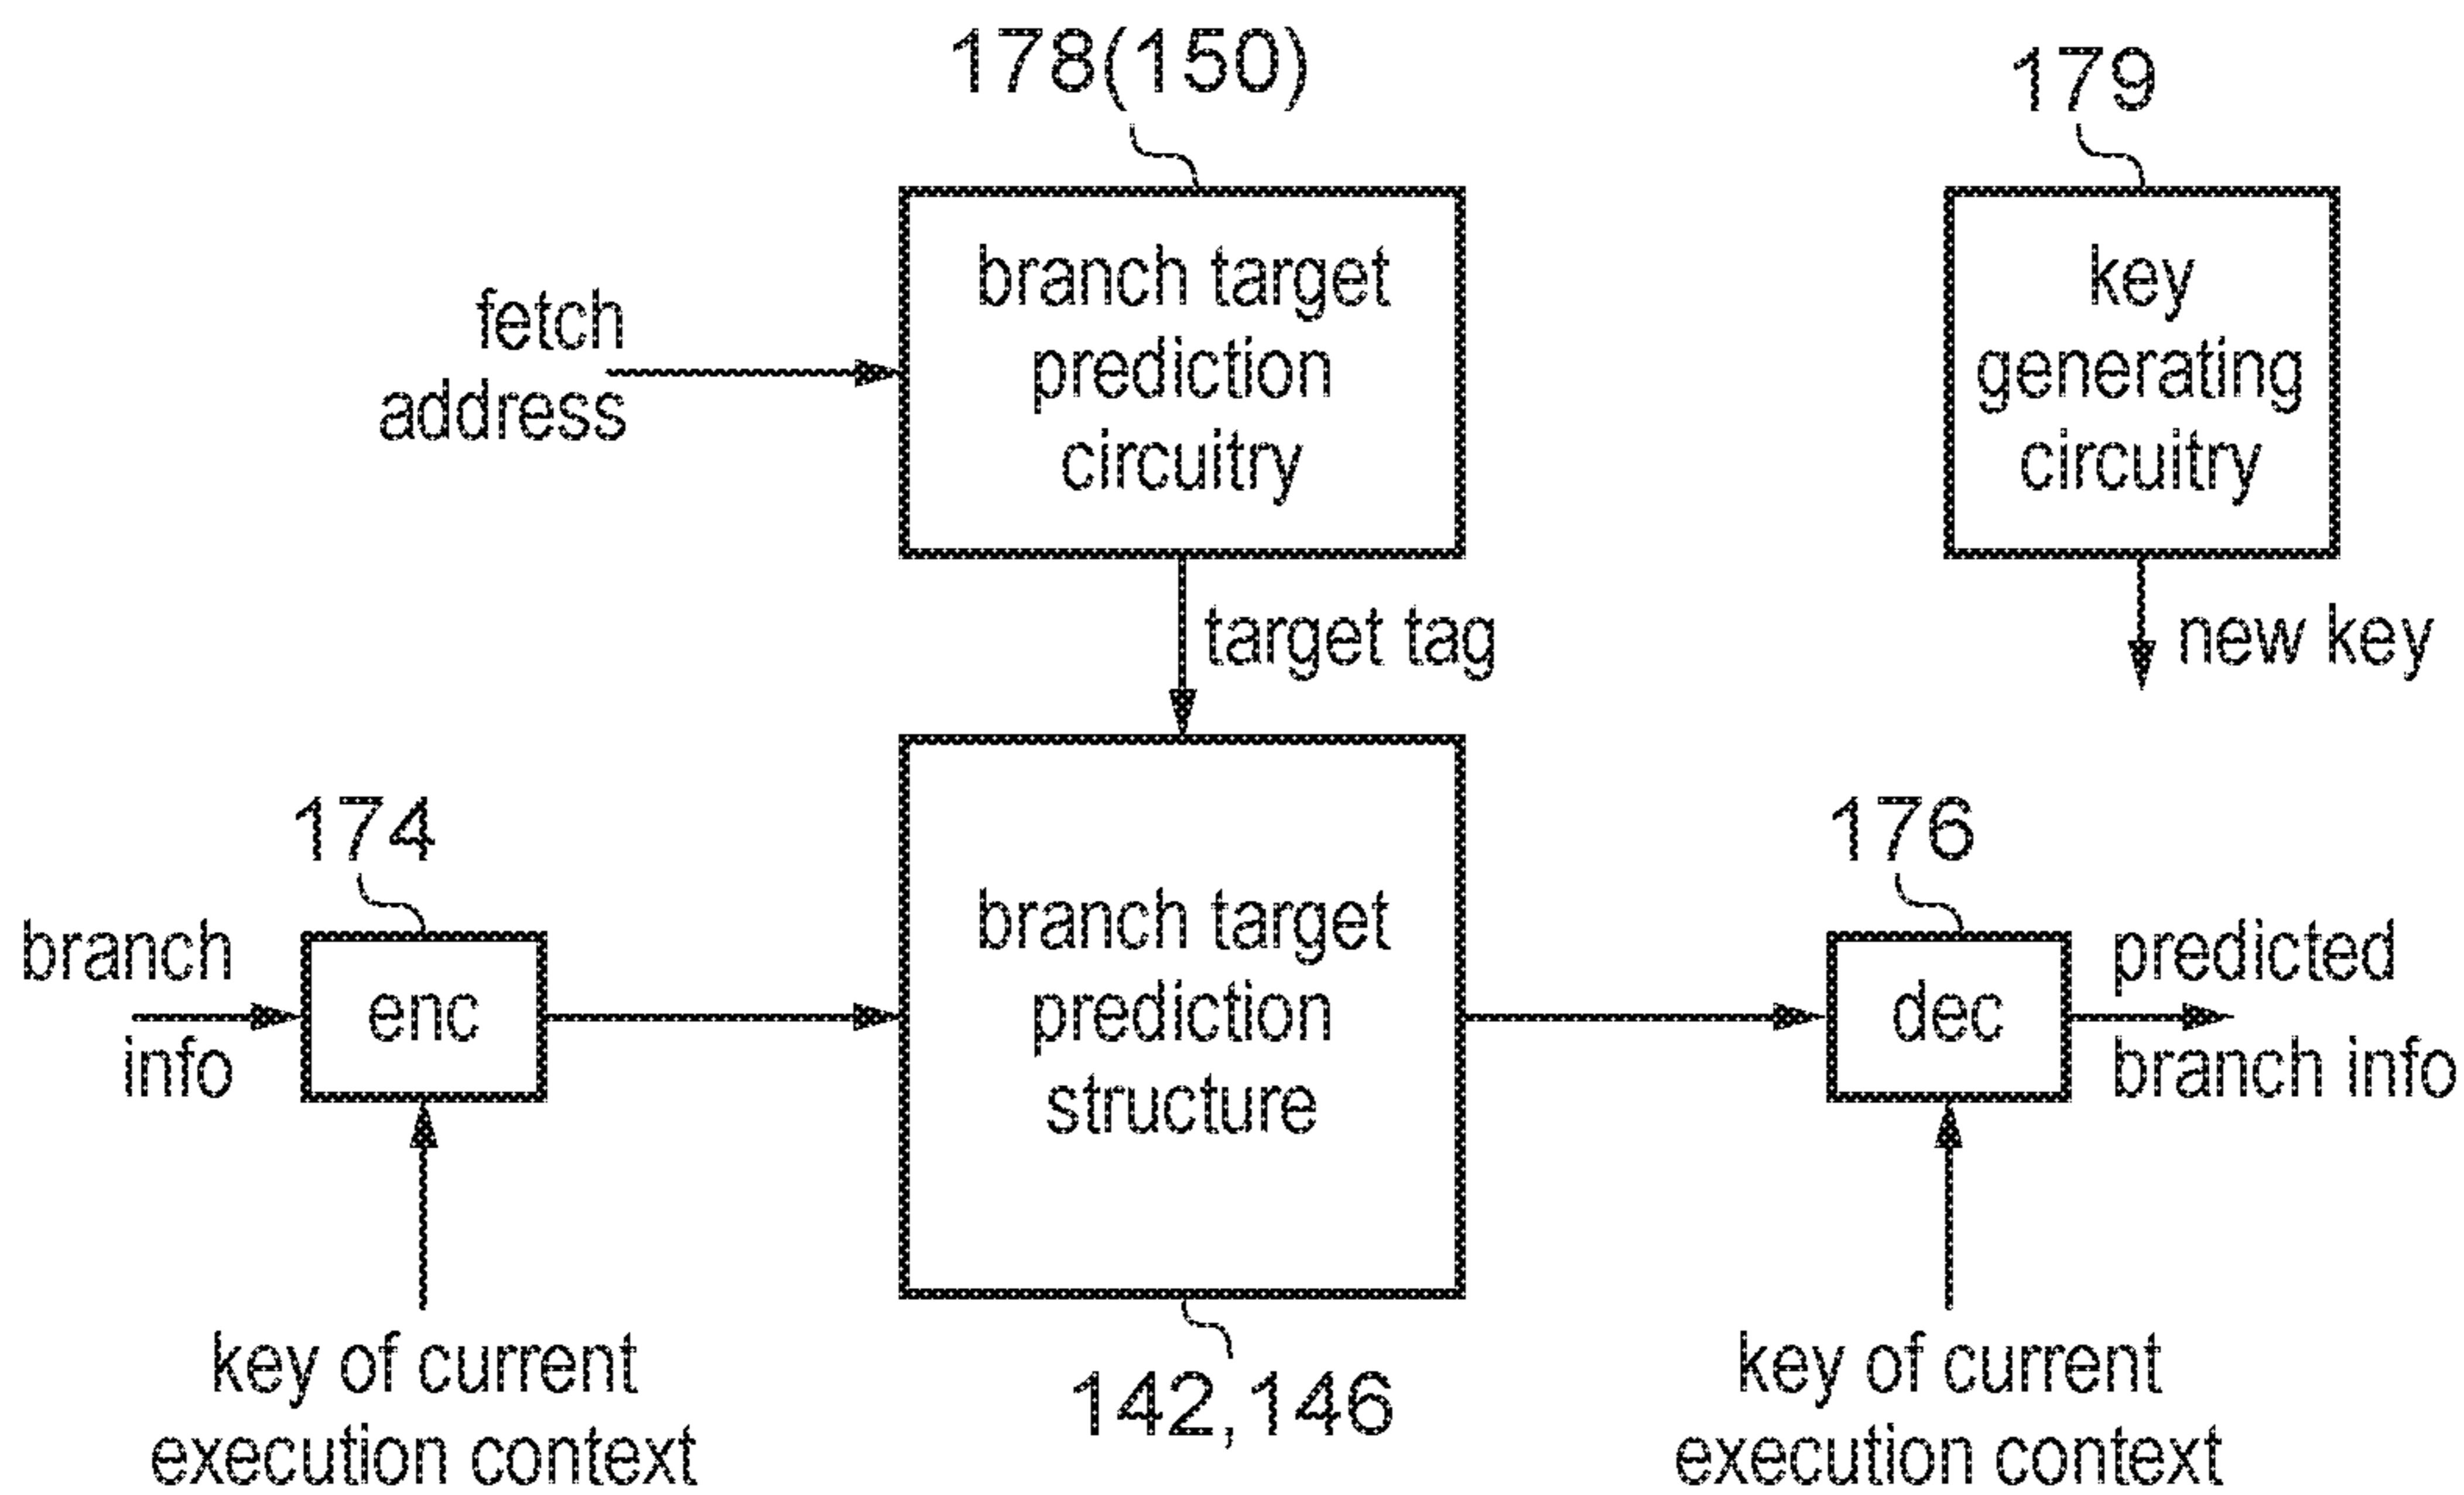 178(150)
179
branch target
prediction
circuitry
key
generating
circuitry
fetch
address
target tag
new key
174
176
branch
info
enc
branch target
prediction
structure
dec
predicted
branch info
key of current
execution context
142,146
key of current
execution context